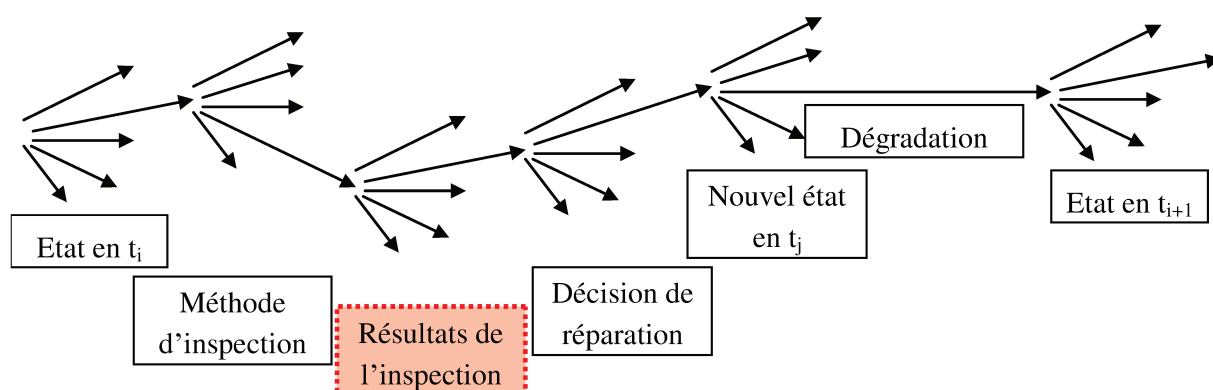 Dégradation
Nouvel état
en tj
Etat en ti+1
Etat en ti
Méthode
d’inspection
Résultats de
l’inspection
Décision de
réparation